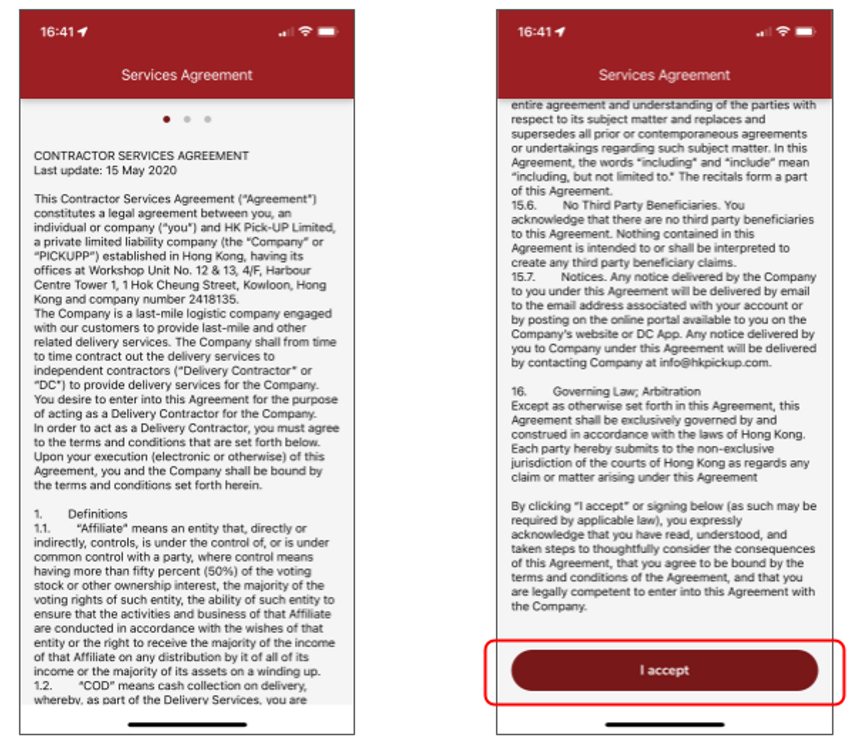 16:41
Services Agreement
CONTRACTOR SERVICES AGREEMENT
Last update: 15 May 2020
This Contractor Services Agreement ("Agreement")
constitutes a legal agreement between you, an
individual or company ("you") and HK Pick-UP Limited,
a private limited liability company (the "Company" or
"PICKUPP") established in Hong Kong, having its
offices at Workshop Unit No. 12 & 13, 4/F, Harbour
Centre Tower 1, 1 Hok Cheung Street, Kowloon, Hong
Kong and company number 2418135.
The Company is a last-mile logistic company engaged
with our customers to provide last-mile and other
related delivery services. The Company shall from time
to time contract out the delivery services to
independent contractors ("Delivery Contractor" or
"DC") to provide delivery services for the Company.
You desire to enter into this Agreement for the purpose
of acting as a Delivery Contractor for the Company.
In order to act as a Delivery Contractor, you must agree
to the terms and conditions that are set forth below.
Upon your execution (electronic or otherwise) of this
Agreement, you and the Company shall be bound by
the terms and conditions set forth herein.
1. Definitions
1.1. "Affiliate" means an entity that, directly or
indirectly, controls, is under the control of, or is under
common control with a party, where control means
having more than fifty percent (50%) of the voting
stock or other ownership interest, the majority of the
voting rights of such entity, the ability of such entity to
ensure that the activities and business of that Affiliate
are conducted in accordance with the wishes of that
entity or the right to receive the majority of the income
of that Affiliate on any distribution by it of all of its
income or the majority of its assets on a winding up.
1.2. "COD" means cash collection on delivery,
whereby, as part of the Delivery Services, you are
16:41
Services Agreement
entire agreement and understanding of the parties with
respect to its subject matter and replaces and
supersedes all prior or contemporaneous agreements
or undertakings regarding such subject matter. In this
Agreement, the words "including" and "include" mean
"including, but not limited to." The recitals form a part
of this Agreement.
15.6. No Third Party Beneficiaries. You
acknowledge that there are no third party beneficiaries
to this Agreement. Nothing contained in this
Agreement is intended to or shall be interpreted to
create any third party beneficiary claims.
15.7. Notices. Any notice delivered by the Company
to you under this Agreement will be delivered by email
to the email address associated with your account or
by posting on the online portal available to you on the
Company's website or DC App. Any notice delivered by
you to Company under this Agreement will be delivered
by contacting Company at info@hkpickup.com.
16. Governing Law; Arbitration
Except as otherwise set forth in this Agreement, this
Agreement shall be exclusively governed by and
construed in accordance with the laws of Hong Kong.
Each party hereby submits to the non-exclusive
jurisdiction of the courts of Hong Kong as regards any
claim or matter arising under this Agreement
By clicking "I accept" or signing below (as such may be
required by applicable law), you expressly
acknowledge that you have read, understood, and
taken steps to thoughtfully consider the consequences
of this Agreement, that you agree to be bound by the
terms and conditions of the Agreement, and that you
are legally competent to enter into this Agreement with
the Company.
I accept